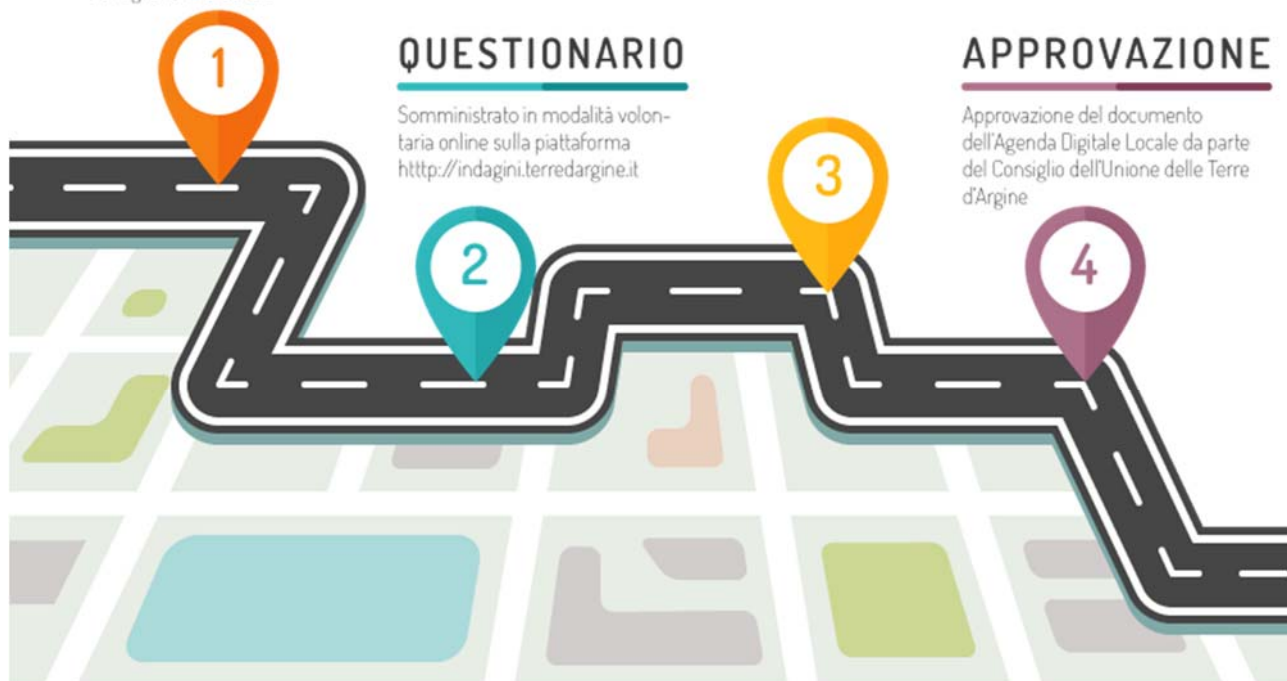 1
QUESTIONARIO
Somministrato in modalità volon-
taria online sulla piattaforma
htttp://indagini.terredargine.it
APPROVAZIONE
Approvazione del documento
dell'Agenda Digitale Locale da parte
del Consiglio dell'Unione delle Terre
d'Argine
2
3
4